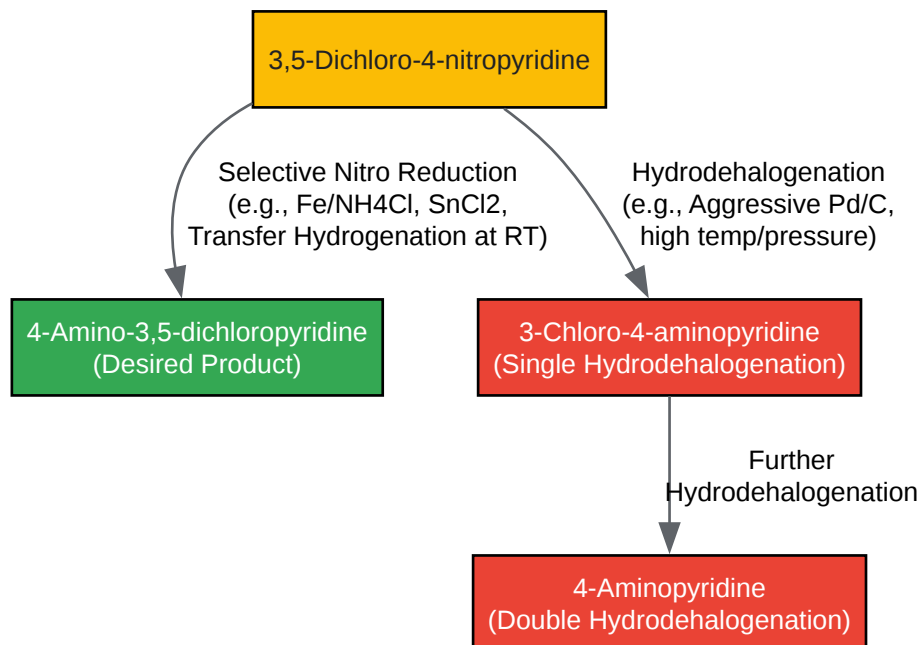 3,5-Dichloro-4-nitropyridine
Selective Nitro Reduction
(e.g., Fe/NH4Cl, SnCl2,
Transfer Hydrogenation at RT)
Hydrodehalogenation
(e.g., Aggressive Pd/C,
high temp/pressure)
4-Amino-3,5-dichloropyridine
(Desired Product)
3-Chloro-4-aminopyridine
(Single Hydrodehalogenation)
Further
Hydrodehalogenation
4-Aminopyridine
(Double Hydrodehalogenation)